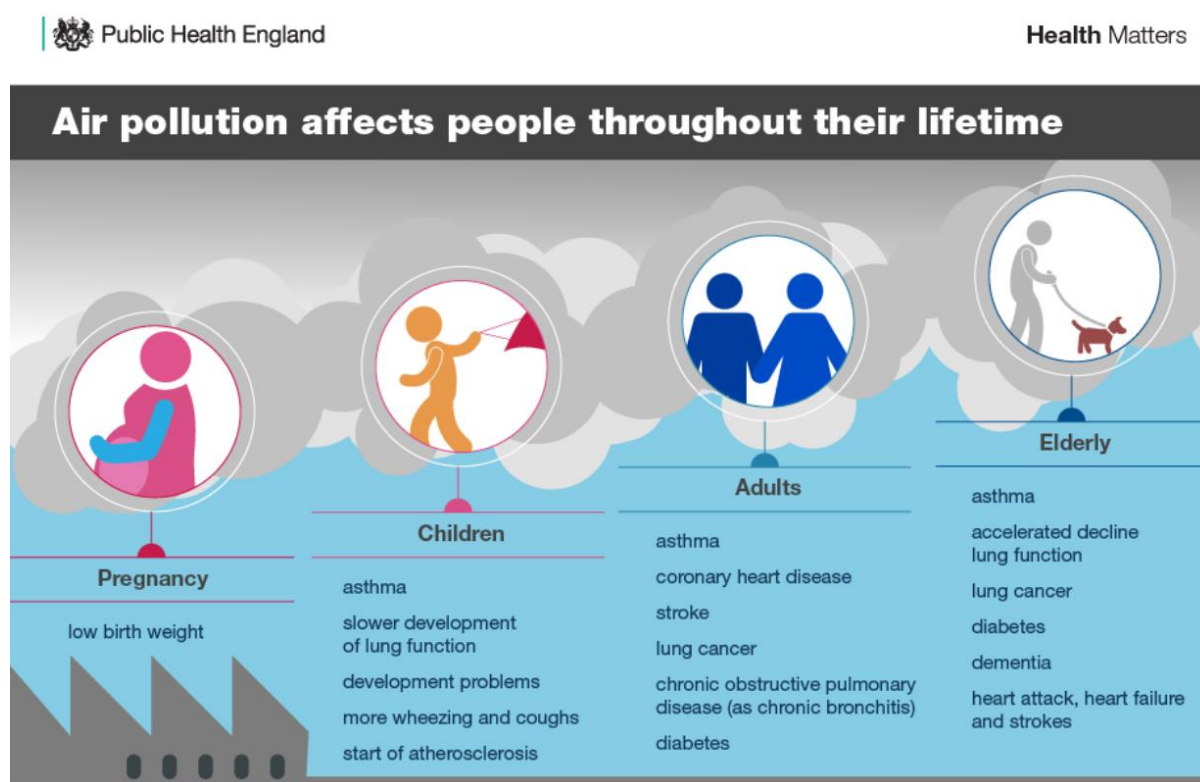 Public Health England
Health Matters
Air pollution affects people throughout their lifetime
Pregnancy
low birth weight
Children
asthma
slower development
of lung function
development problems
more wheezing and coughs
start of atherosclerosis
Adults
asthma
coronary heart disease
stroke
lung cancer
chronic obstructive pulmonary
disease (as chronic bronchitis)
diabetes
Elderly
asthma
accelerated decline
lung function
lung cancer
diabetes
dementia
heart attack, heart failure
and strokes